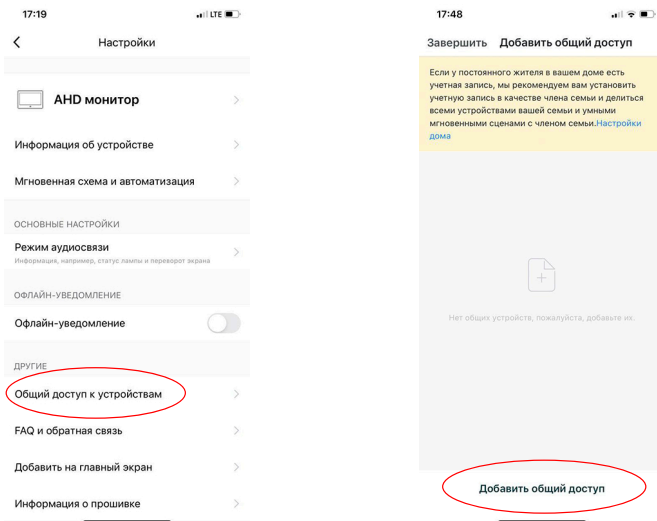 17:19
LTE
Настройки
AHD монитор
Информация об устройстве
Мгновенная схема и автоматизация
ОСНОВНЫЕ НАСТРОЙКИ
Режим аудиосвязи
Информация, например, статус лампы и переворот экрана
ОФЛАЙН-УВЕДОМЛЕНИЕ
Офлайн-уведомление
ДРУГИЕ
Общий доступ к устройствам
FAQ и обратная связь
Добавить на главный экран
Информация о прошивке
17:48
Завершить Добавить общий доступ
Если у постоянного жителя в вашем доме есть
учетная запись, мы рекомендуем вам установить
учетную запись в качестве члена семьи и делиться
всеми устройствами вашей семьи и умными
мгновенными сценами с членом семьи.Настройки
дома
Нет общих устройств, пожалуйста, добавьте их.
Добавить общий доступ